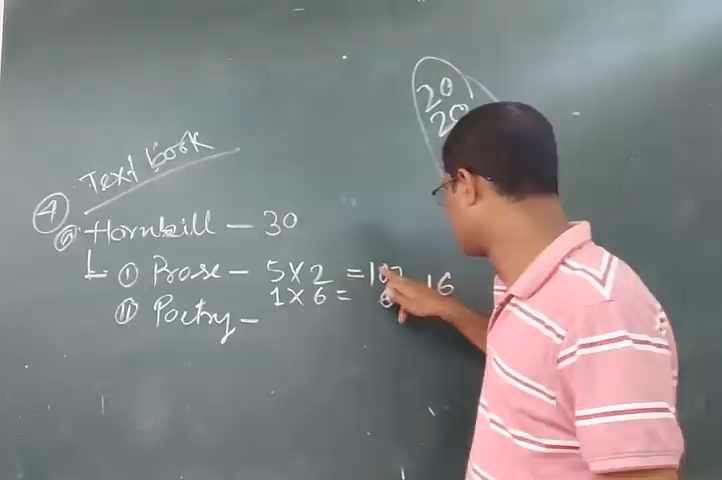 20
20
Text book
4
a Hornbill — 30
(i) Prose — 5 X 2 = 10
1 X 6 = 6 16
(ii) Poetry —